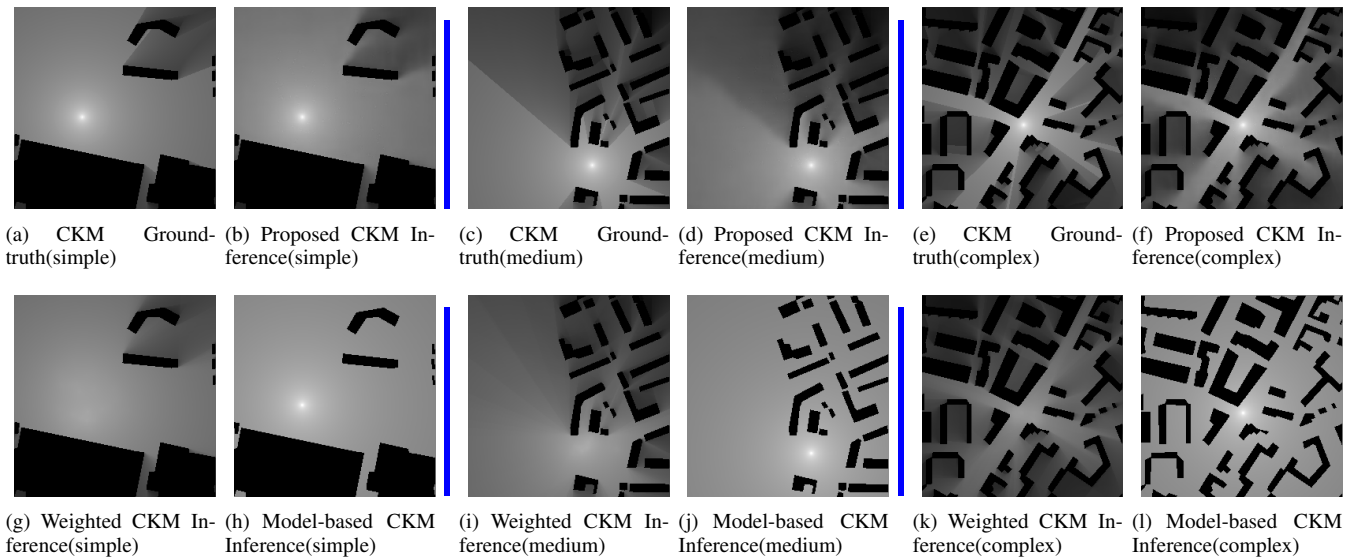 (a) CKM Ground-
truth(simple)
(b) Proposed CKM In-
ference(simple)
(c) CKM Ground-
truth(medium)
(d) Proposed CKM In-
ference(medium)
(e) CKM Ground-
truth(complex)
(f) Proposed CKM In-
ference(complex)
(g) Weighted CKM In-
ference(simple)
(h) Model-based CKM
Inference(simple)
(i) Weighted CKM In-
ference(medium)
(j) Model-based CKM
Inference(medium)
(k) Weighted CKM In-
ference(complex)
(l) Model-based CKM
Inference(complex)